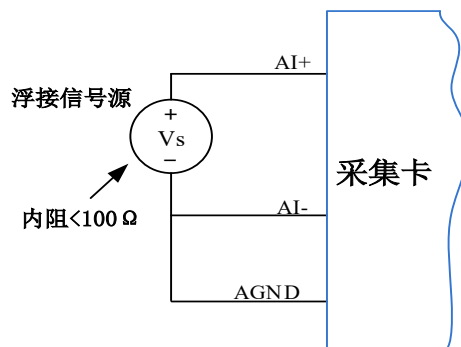 AI+
浮接信号源
+
Vs
−
采集卡
内阻<100Ω
AI-
AGND